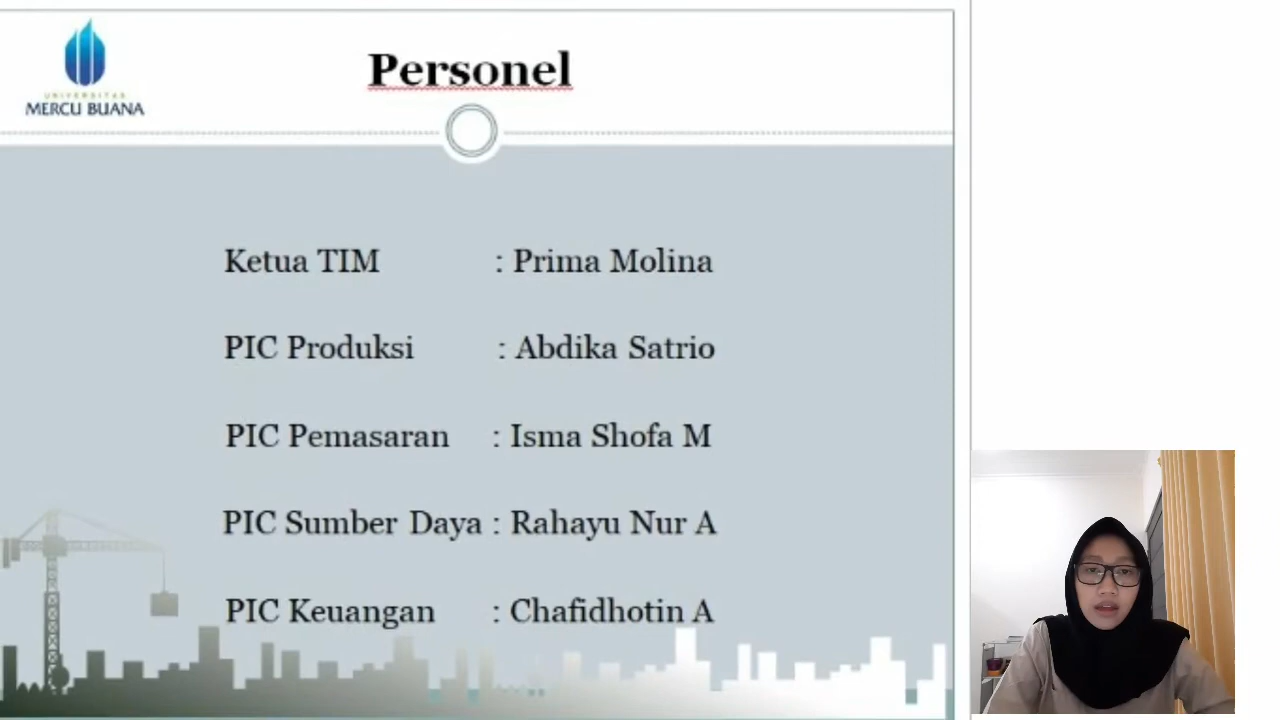 UNIVERSITAS
MERCU BUANA
Personel
Ketua TIM : Prima Molina
PIC Produksi : Abdika Satrio
PIC Pemasaran : Isma Shofa M
PIC Sumber Daya : Rahayu Nur A
PIC Keuangan : Chafidhotin A